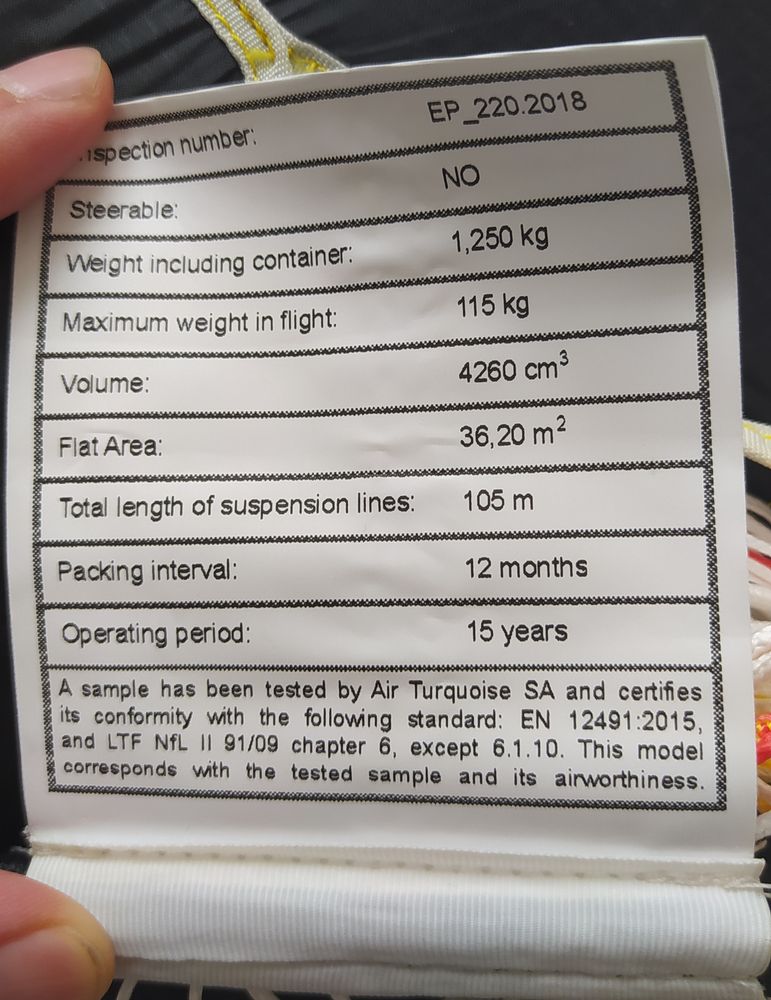 Inspection number: EP_220.2018
Steerable: NO
Weight including container: 1,250 kg
Maximum weight in flight: 115 kg
Volume: 4260 cm³
Flat Area: 36,20 m²
Total length of suspension lines: 105 m
Packing interval: 12 months
Operating period: 15 years
A sample has been tested by Air Turquoise SA and certifies
its conformity with the following standard: EN 12491:2015,
and LTF NfL II 91/09 chapter 6, except 6.1.10. This model
corresponds with the tested sample and its airworthiness.